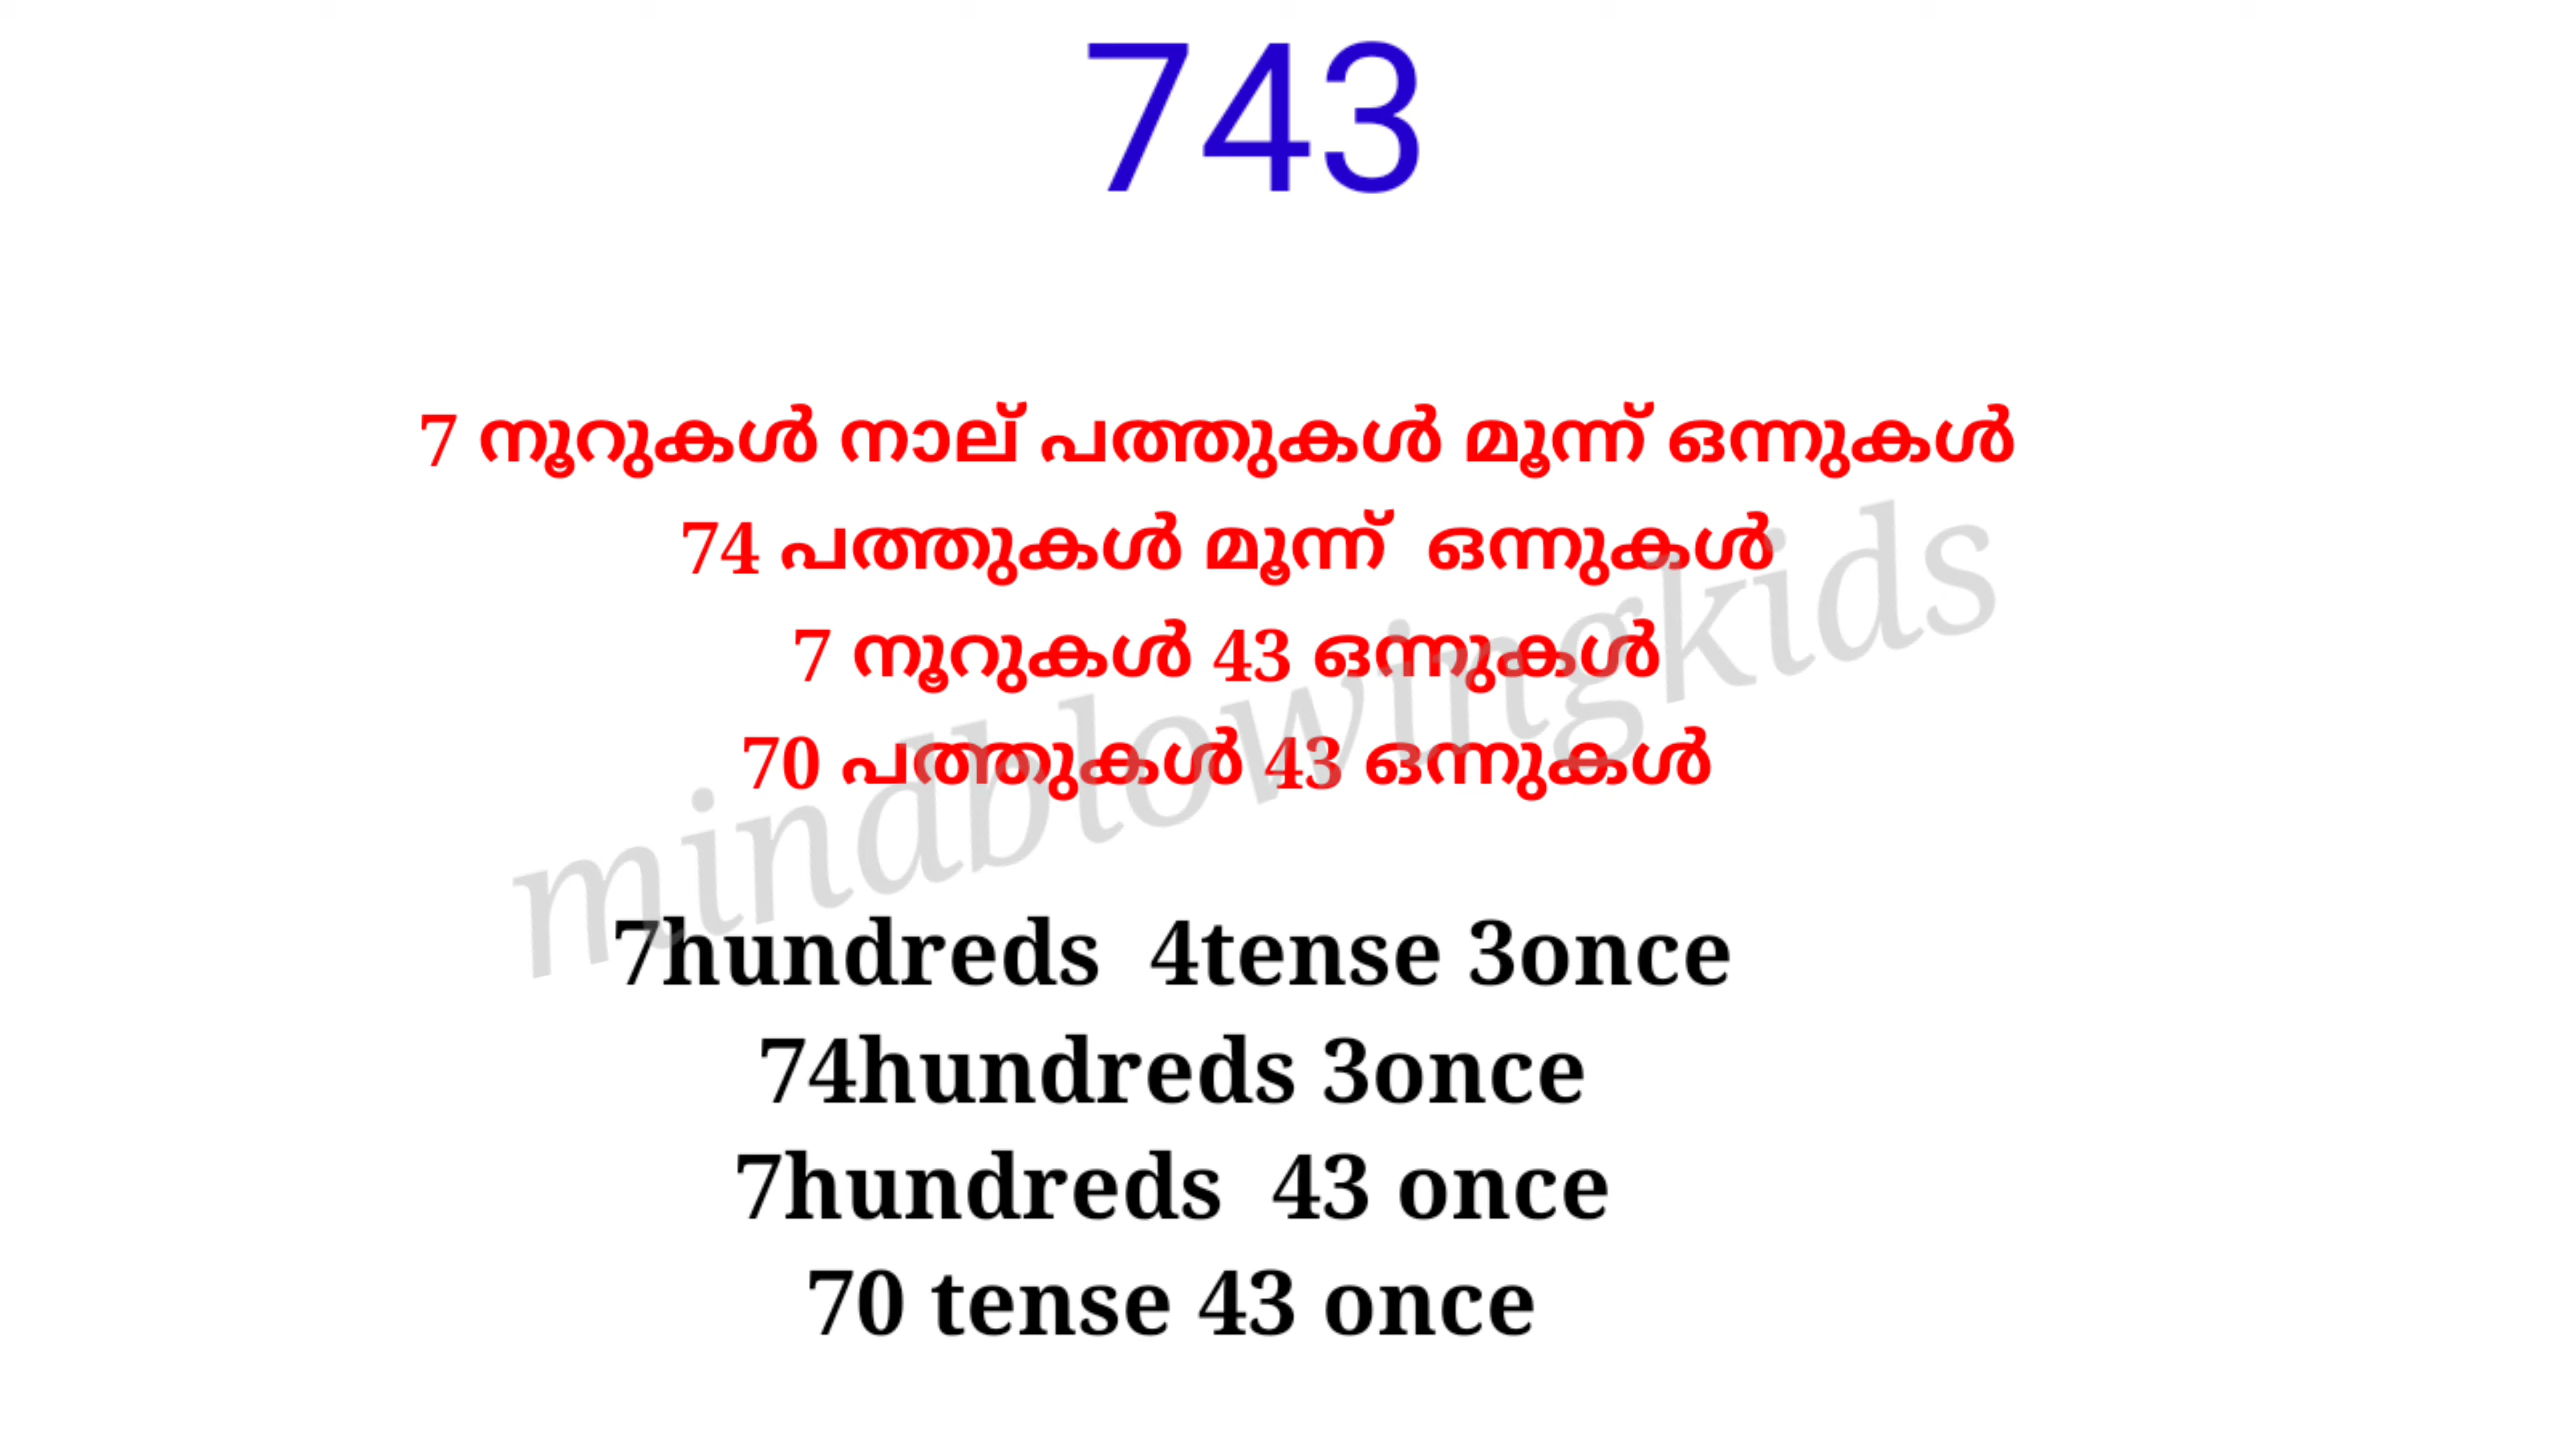 743
7 നൂറുകൾ നാല് പത്തുകൾ മൂന്ന് ഒന്നുകൾ
74 പത്തുകൾ മൂന്ന് ഒന്നുകൾ
7 നൂറുകൾ 43 ഒന്നുകൾ
70 പത്തുകൾ 43 ഒന്നുകൾ
mindblowingkids
7hundreds 4tense 3once
74hundreds 3once
7hundreds 43 once
70 tense 43 once